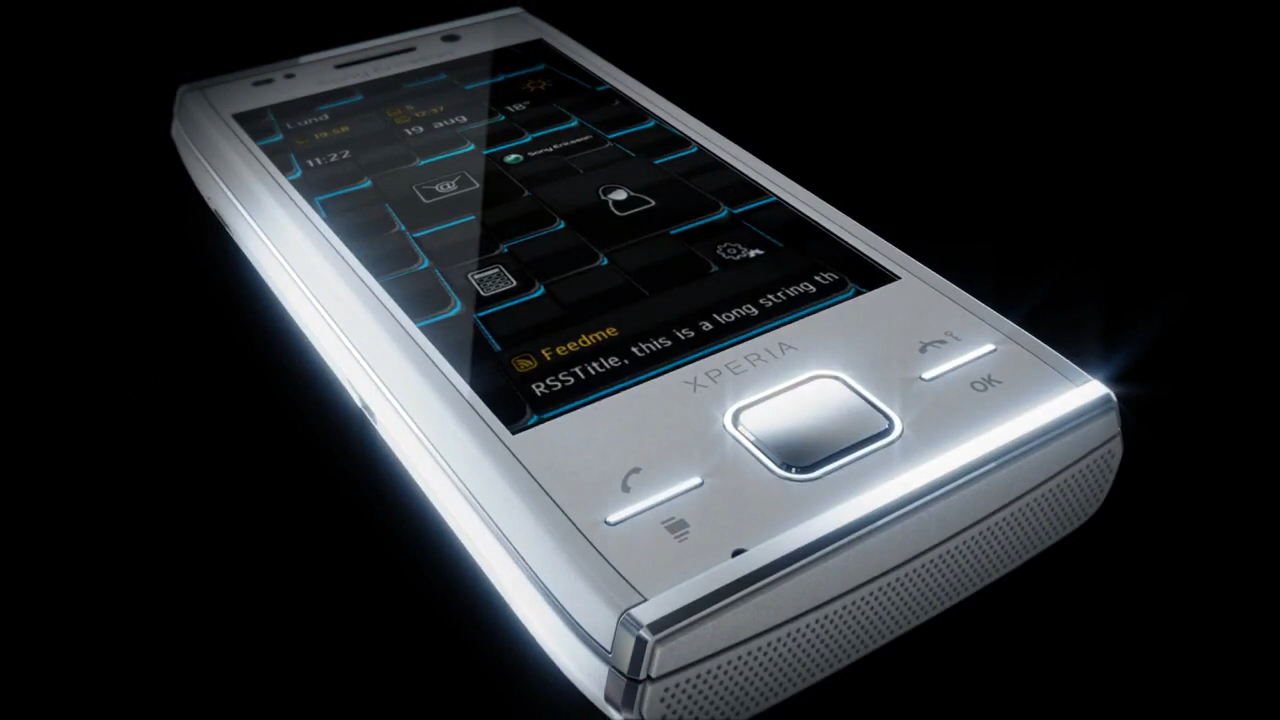 Lund
19:58
12:37
19 aug
18°
11:22
Sony Ericsson
Feedme
RSSTitle, this is a long string th
XPERIA
OK